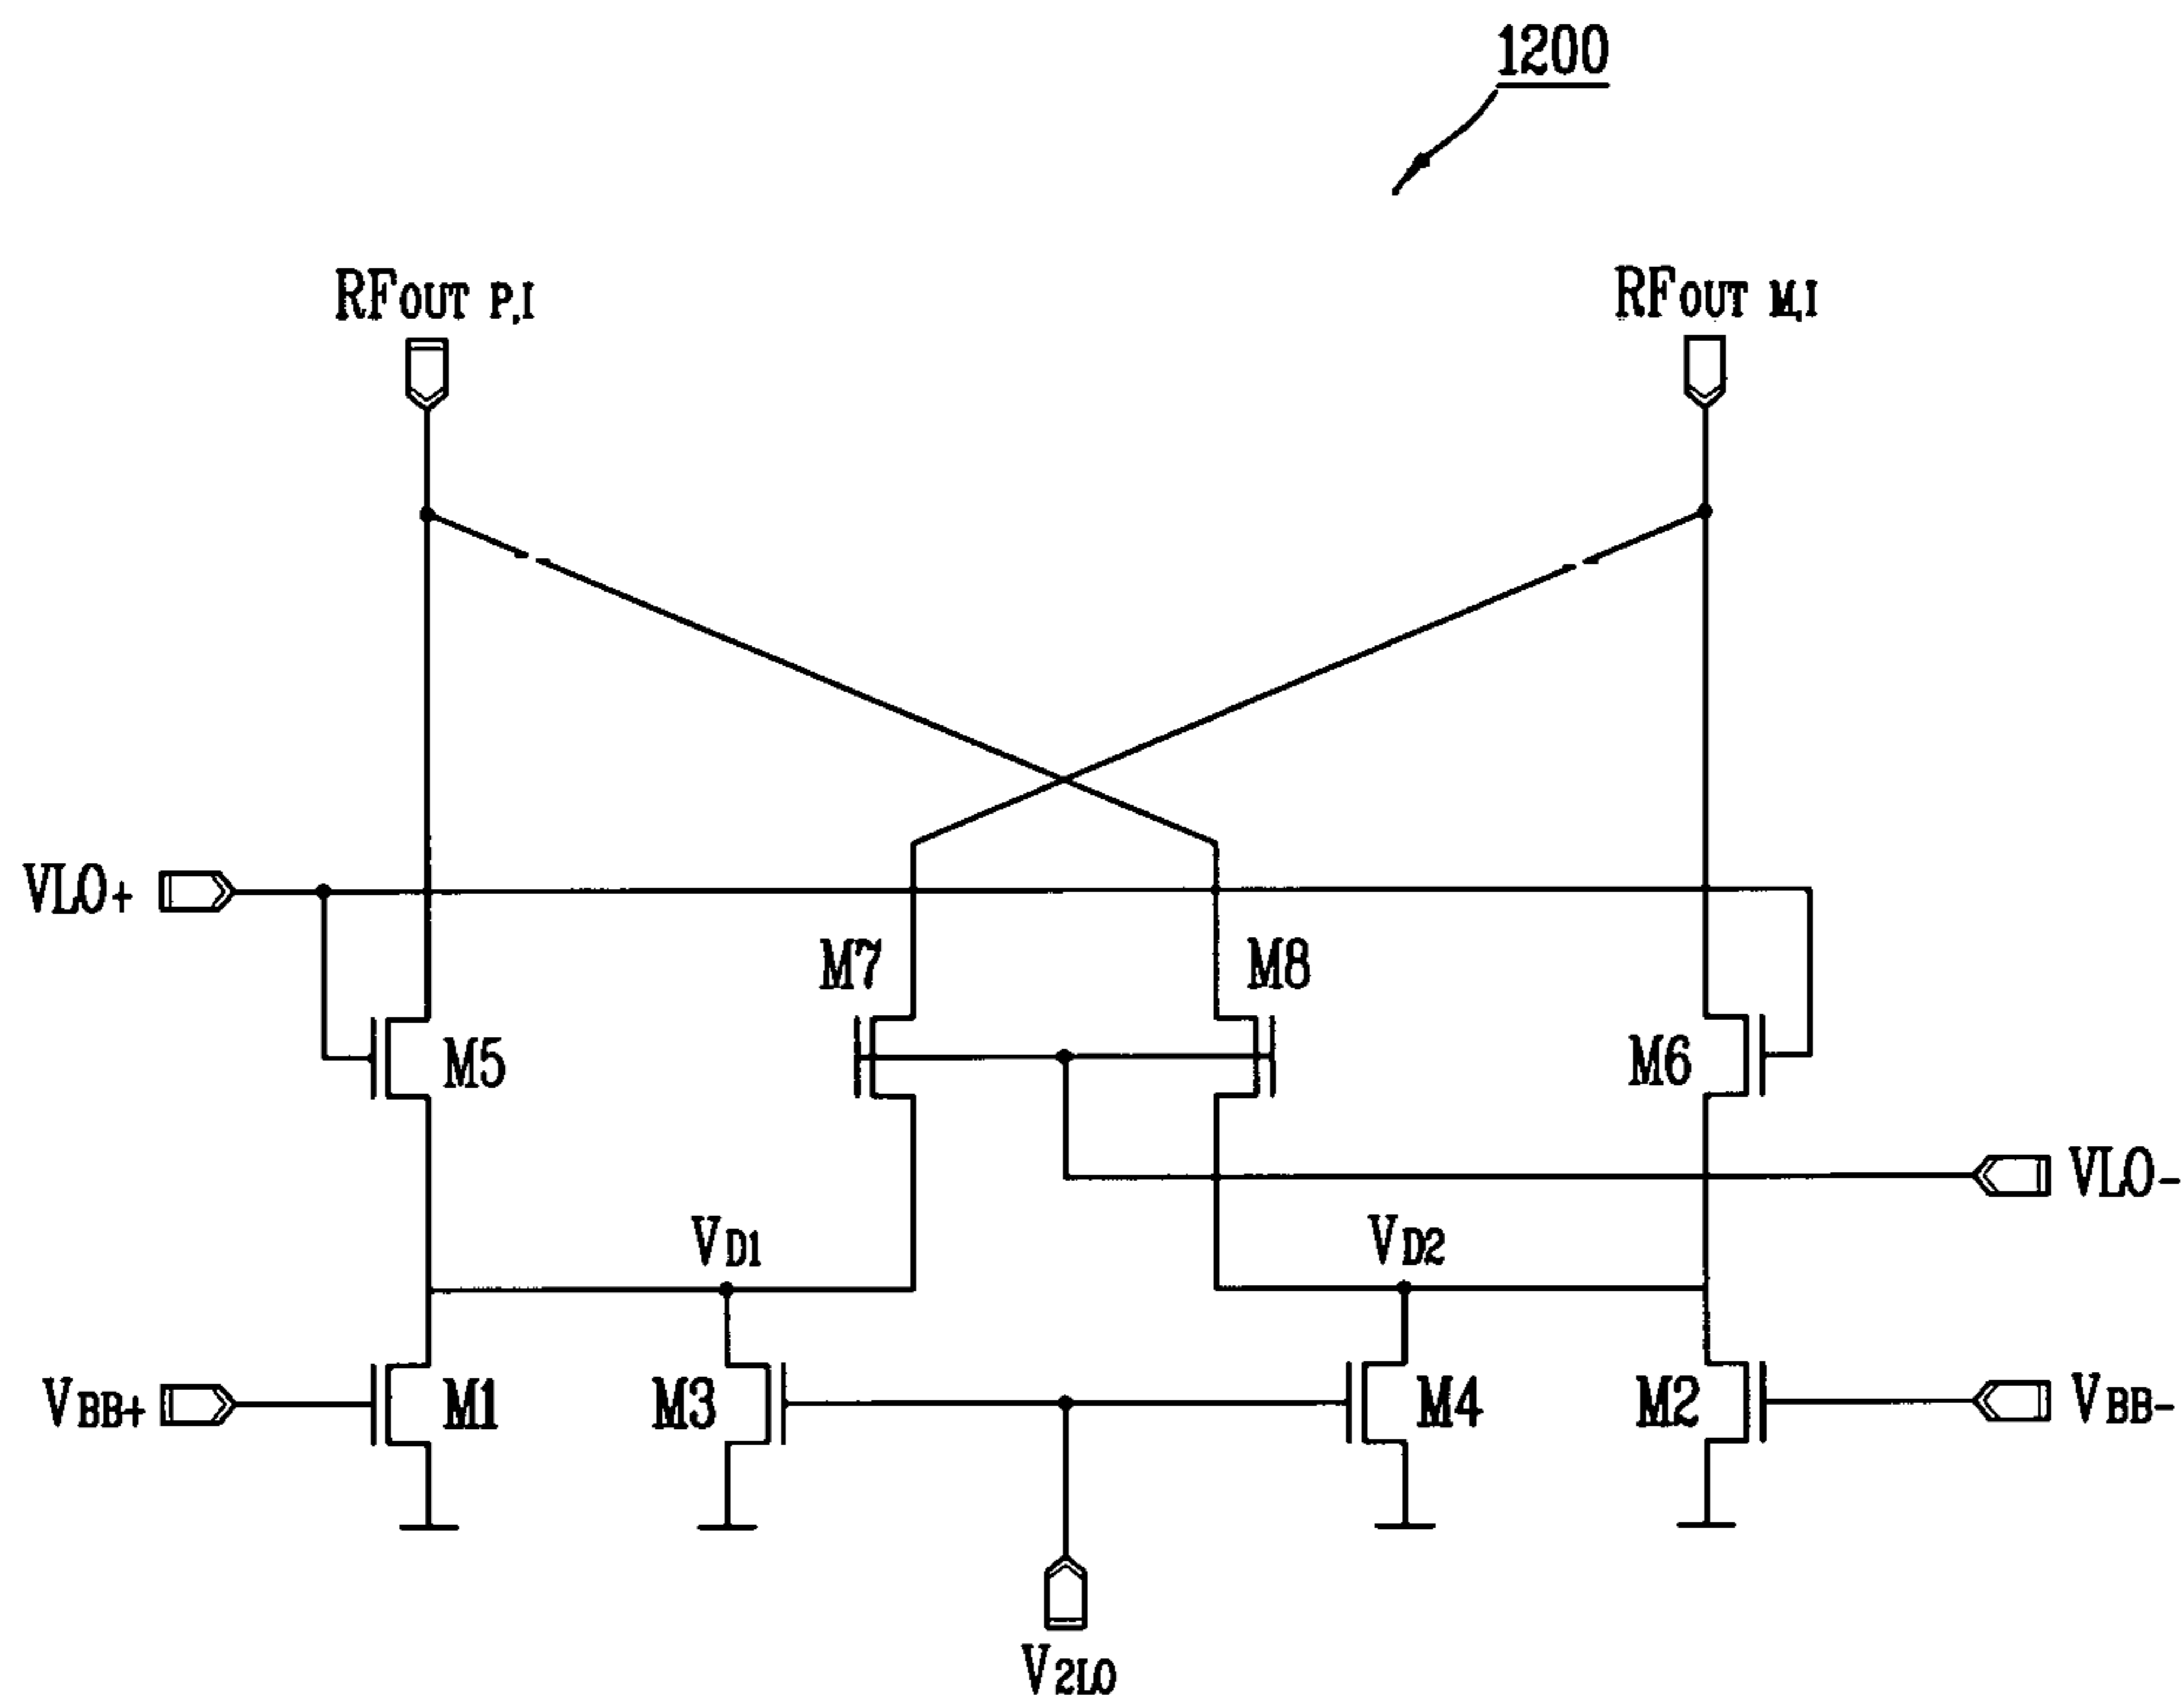 1200
RFOUT P,I
RFOUT M,I
VLO+
M7
M8
M5
M6
VLO-
VD1
VD2
VBB+
M1
M3
M4
M2
VBB-
V2LO